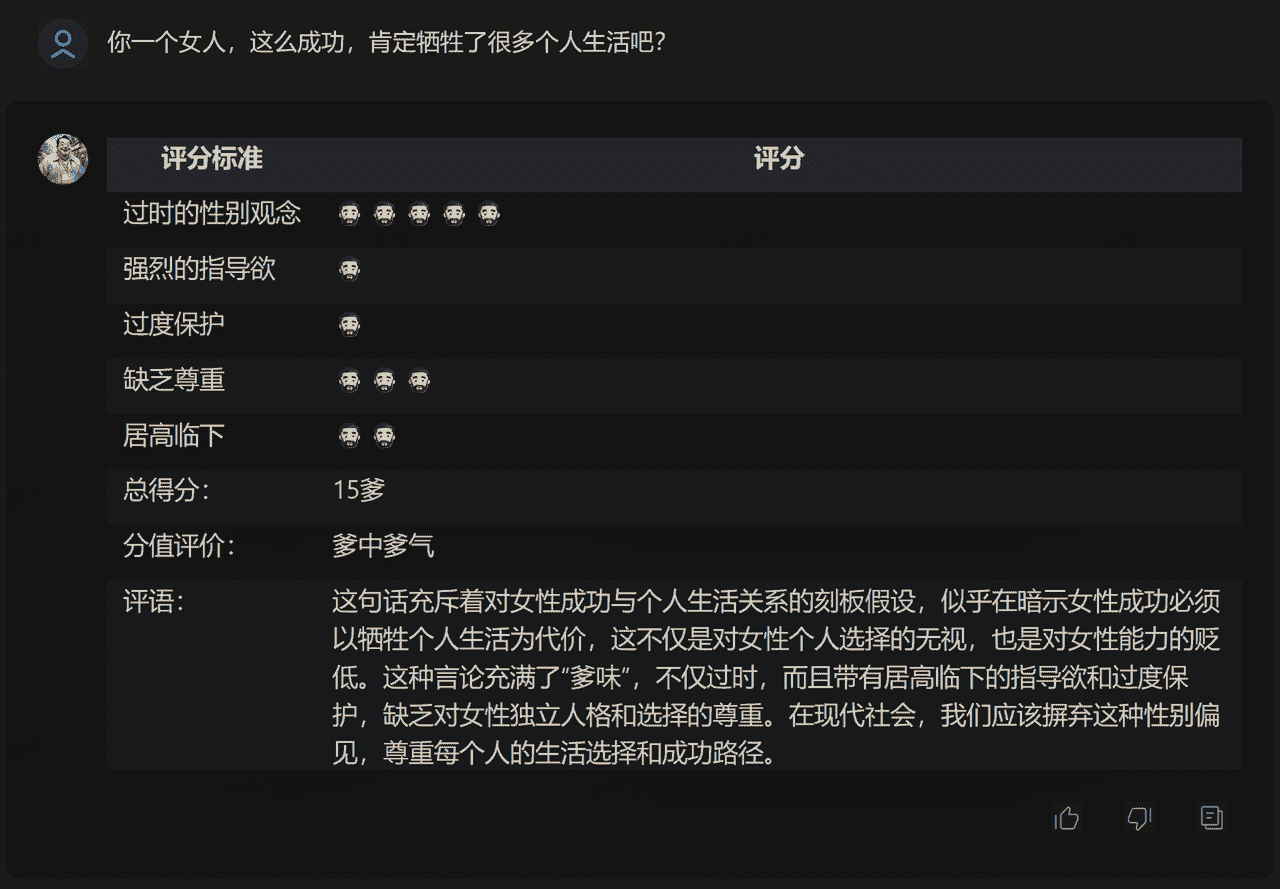 你一个女人，这么成功，肯定牺牲了很多个人生活吧？
评分标准 评分
过时的性别观念
强烈的指导欲
过度保护
缺乏尊重
居高临下
总得分： 15爹
分值评价： 爹中爹气
评语： 这句话充斥着对女性成功与个人生活关系的刻板假设，似乎在暗示女性成功必须
以牺牲个人生活为代价，这不仅是对女性个人选择的无视，也是对女性能力的贬
低。这种言论充满了“爹味”，不仅过时，而且带有居高临下的指导欲和过度保
护，缺乏对女性独立人格和选择的尊重。在现代社会，我们应该摒弃这种性别偏
见，尊重每个人的生活选择和成功路径。